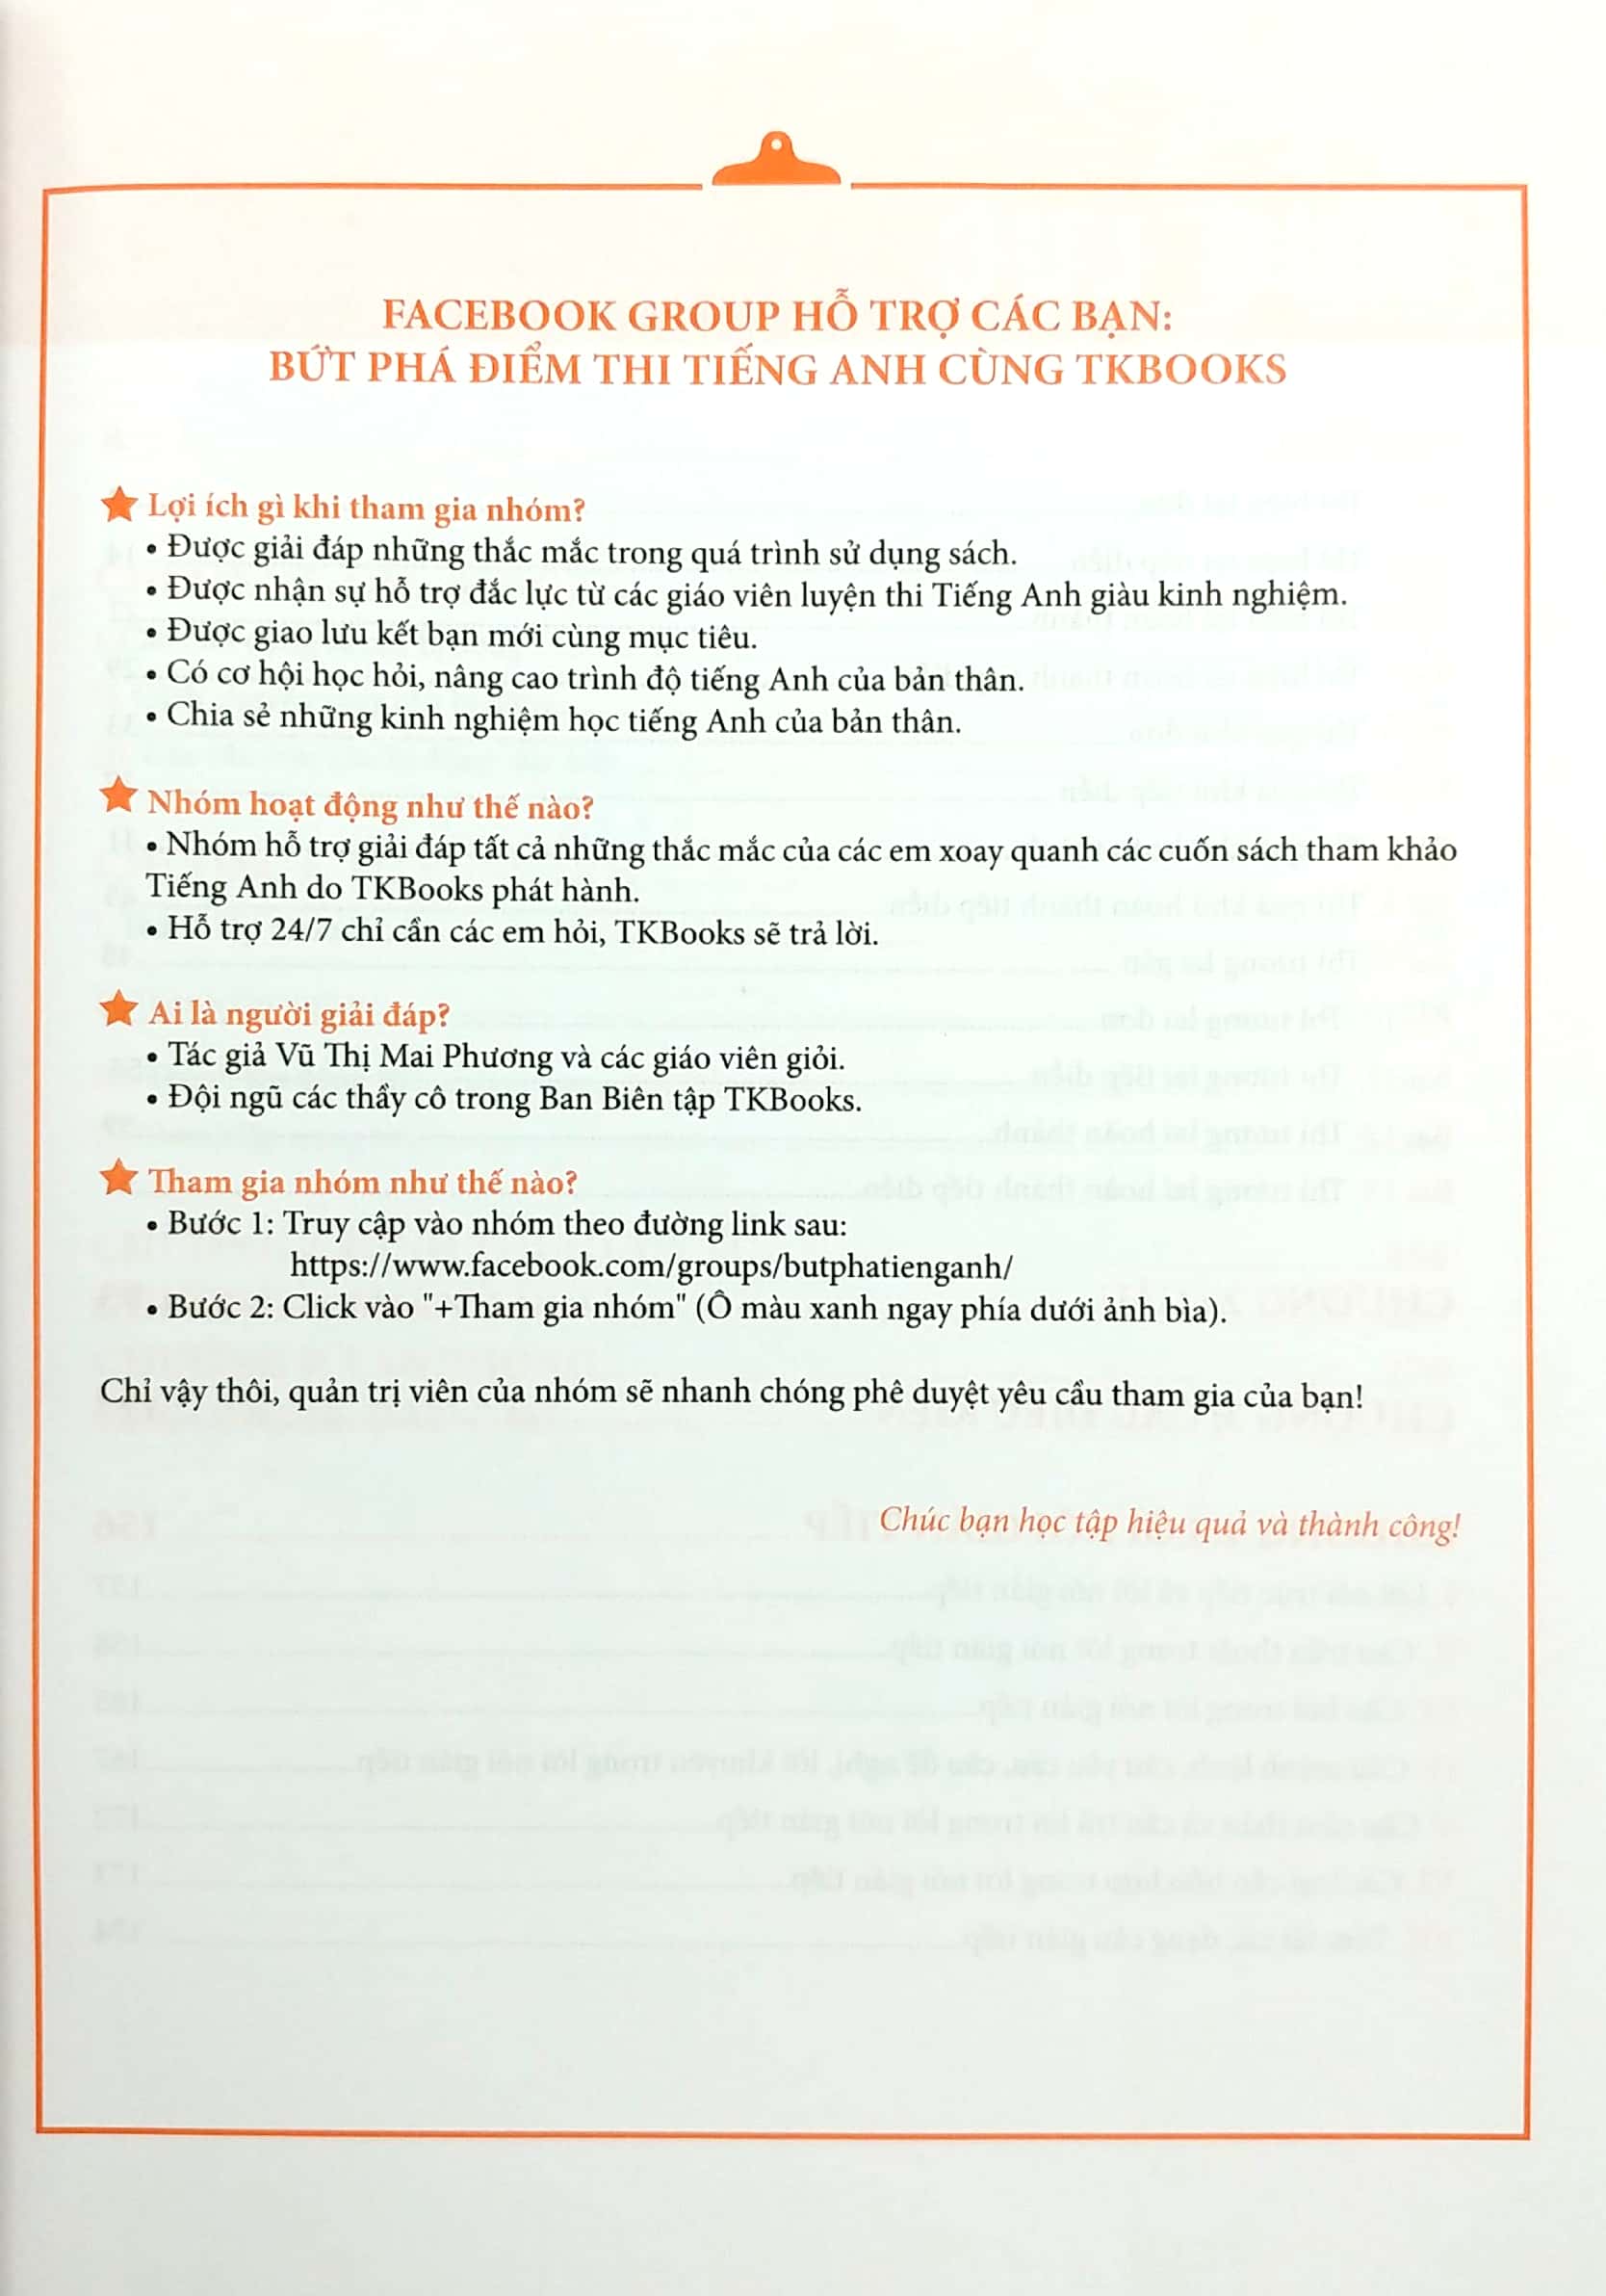 FACEBOOK GROUP HỖ TRỢ CÁC BẠN:
BỨT PHÁ ĐIỂM THI TIẾNG ANH CÙNG TKBOOKS
Lợi ích gì khi tham gia nhóm?
• Được giải đáp những thắc mắc trong quá trình sử dụng sách.
• Được nhận sự hỗ trợ đắc lực từ các giáo viên luyện thi Tiếng Anh giàu kinh nghiệm.
• Được giao lưu kết bạn mới cùng mục tiêu.
• Có cơ hội học hỏi, nâng cao trình độ tiếng Anh của bản thân.
• Chia sẻ những kinh nghiệm học tiếng Anh của bản thân.
Nhóm hoạt động như thế nào?
• Nhóm hỗ trợ giải đáp tất cả những thắc mắc của các em xoay quanh các cuốn sách tham khảo
Tiếng Anh do TKBooks phát hành.
• Hỗ trợ 24/7 chỉ cần các em hỏi, TKBooks sẽ trả lời.
Ai là người giải đáp?
• Tác giả Vũ Thị Mai Phương và các giáo viên giỏi.
• Đội ngũ các thầy cô trong Ban Biên tập TKBooks.
Tham gia nhóm như thế nào?
• Bước 1: Truy cập vào nhóm theo đường link sau:
https://www.facebook.com/groups/butphatienganh/
• Bước 2: Click vào "+Tham gia nhóm" (Ô màu xanh ngay phía dưới ảnh bìa).
Chỉ vậy thôi, quản trị viên của nhóm sẽ nhanh chóng phê duyệt yêu cầu tham gia của bạn!
Chúc bạn học tập hiệu quả và thành công!